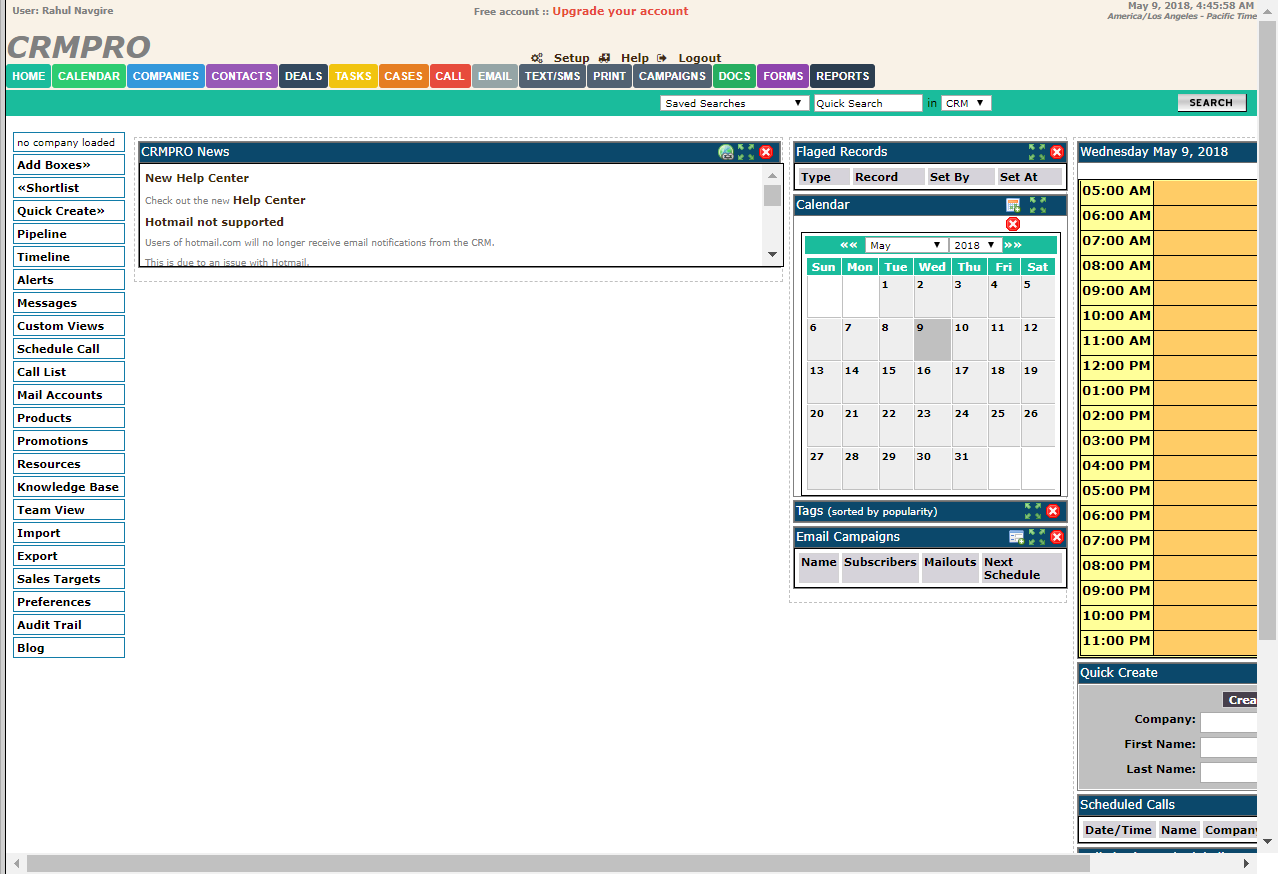 User: Rahul Navgire
Free account :: Upgrade your account
May 9, 2018, 4:45:58 AM
America/Los Angeles - Pacific Time
CRMPRO
Setup Help Logout
HOME CALENDAR COMPANIES CONTACTS DEALS TASKS CASES CALL EMAIL TEXT/SMS PRINT CAMPAIGNS DOCS FORMS REPORTS
Saved Searches Quick Search in CRM SEARCH
no company loaded
Add Boxes»
«Shortlist
Quick Create»
Pipeline
Timeline
Alerts
Messages
Custom Views
Schedule Call
Call List
Mail Accounts
Products
Promotions
Resources
Knowledge Base
Team View
Import
Export
Sales Targets
Preferences
Audit Trail
Blog
CRMPRO News
New Help Center
Check out the new Help Center
Hotmail not supported
Users of hotmail.com will no longer receive email notifications from the CRM.
This is due to an issue with Hotmail.
Flaged Records
Type Record Set By Set At
Calendar
«« May 2018 »»
Sun Mon Tue Wed Thu Fri Sat
1 2 3 4 5
6 7 8 9 10 11 12
13 14 15 16 17 18 19
20 21 22 23 24 25 26
27 28 29 30 31
Tags (sorted by popularity)
Email Campaigns
Name Subscribers Mailouts Next
Schedule
Wednesday May 9, 2018
05:00 AM
06:00 AM
07:00 AM
08:00 AM
09:00 AM
10:00 AM
11:00 AM
12:00 PM
01:00 PM
02:00 PM
03:00 PM
04:00 PM
05:00 PM
06:00 PM
07:00 PM
08:00 PM
09:00 PM
10:00 PM
11:00 PM
Quick Create
Crea
Company:
First Name:
Last Name:
Scheduled Calls
Date/Time Name Company